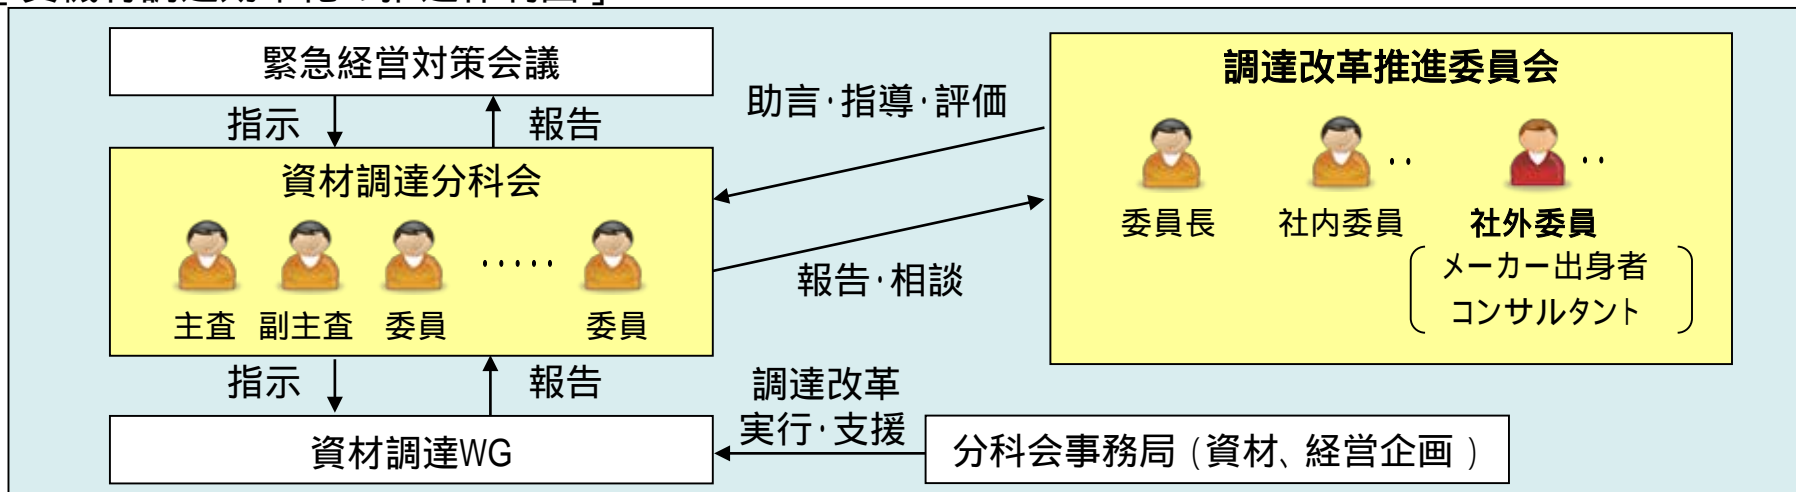 緊急経営対策会議
指示
報告
資材調達分科会
主査
副主査
委員
・・・・・
委員
指示
報告
資材調達WG
助言・指導・評価
報告・相談
調達改革推進委員会
委員長
社内委員
・・
社外委員
・・
メーカー出身者
コンサルタント
調達改革
実行・支援
分科会事務局(資材、経営企画 )